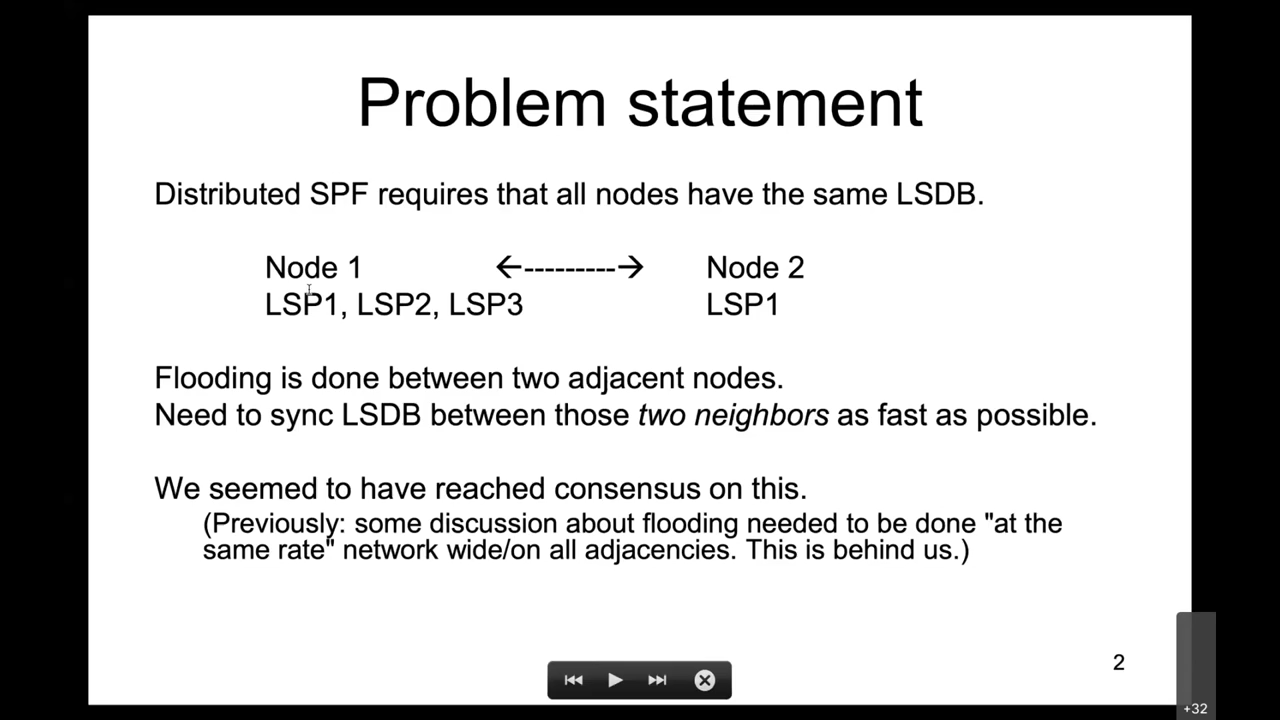 Problem statement
Distributed SPF requires that all nodes have the same LSDB.
Node 1 ←---------→ Node 2
LSP1, LSP2, LSP3 LSP1
Flooding is done between two adjacent nodes.
Need to sync LSDB between those two neighbors as fast as possible.
We seemed to have reached consensus on this.
(Previously: some discussion about flooding needed to be done "at the
same rate" network wide/on all adjacencies. This is behind us.)
2
+32